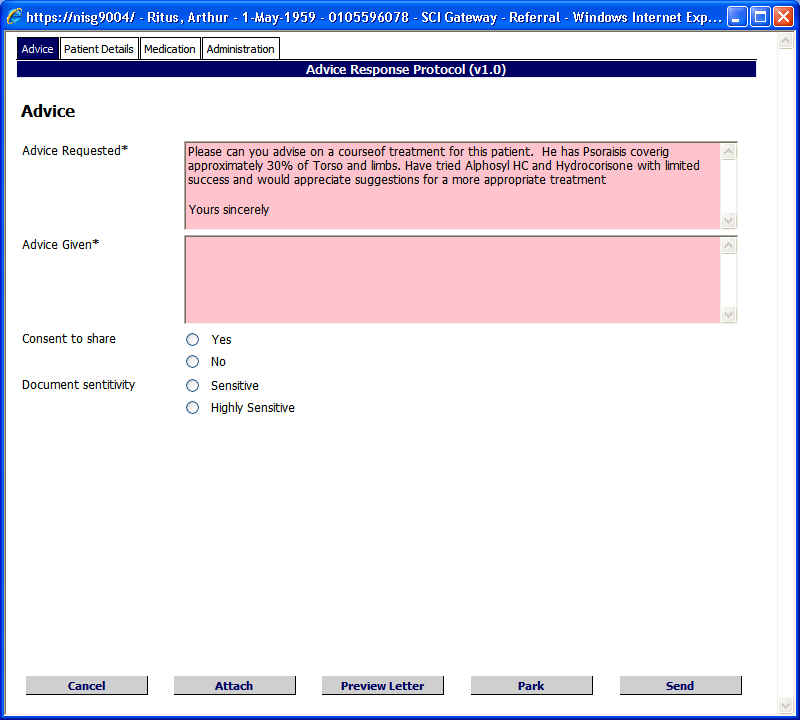 https://nisg9004/ - Ritus, Arthur - 1-May-1959 - 0105596078 - SCI Gateway - Referral - Windows Internet Exp...
Advice Patient Details Medication Administration
Advice Response Protocol (v1.0)
Advice
Advice Requested*
Please can you advise on a courseof treatment for this patient.  He has Psoraisis coverig
approximately 30% of Torso and limbs. Have tried Alphosyl HC and Hydrocorisone with limited
success and would appreciate suggestions for a more appropriate treatment
Yours sincerely
Advice Given*
Consent to share
Yes
No
Document sentitivity
Sensitive
Highly Sensitive
Cancel Attach Preview Letter Park Send